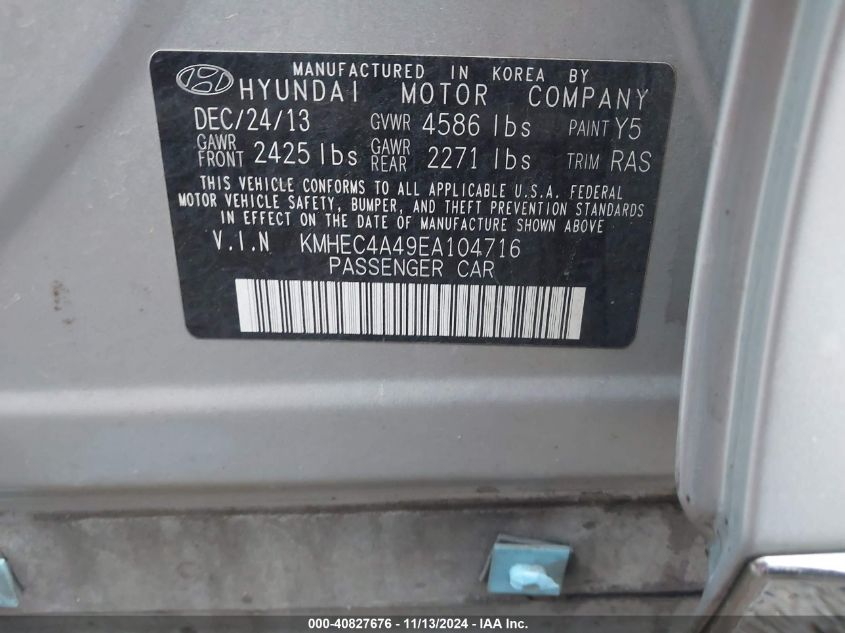 MANUFACTURED IN KOREA BY
HYUNDAI MOTOR COMPANY
DEC/24/13 GVWR 4586 lbs PAINT Y5
GAWR FRONT 2425 lbs GAWR REAR 2271 lbs TRIM RAS
THIS VEHICLE CONFORMS TO ALL APPLICABLE U.S.A. FEDERAL
MOTOR VEHICLE SAFETY, BUMPER, AND THEFT PREVENTION STANDARDS
IN EFFECT ON THE DATE OF MANUFACTURE SHOWN ABOVE
V.I.N KMHEC4A49EA104716
PASSENGER CAR
000-40827676 - 11/13/2024 - IAA, Inc.